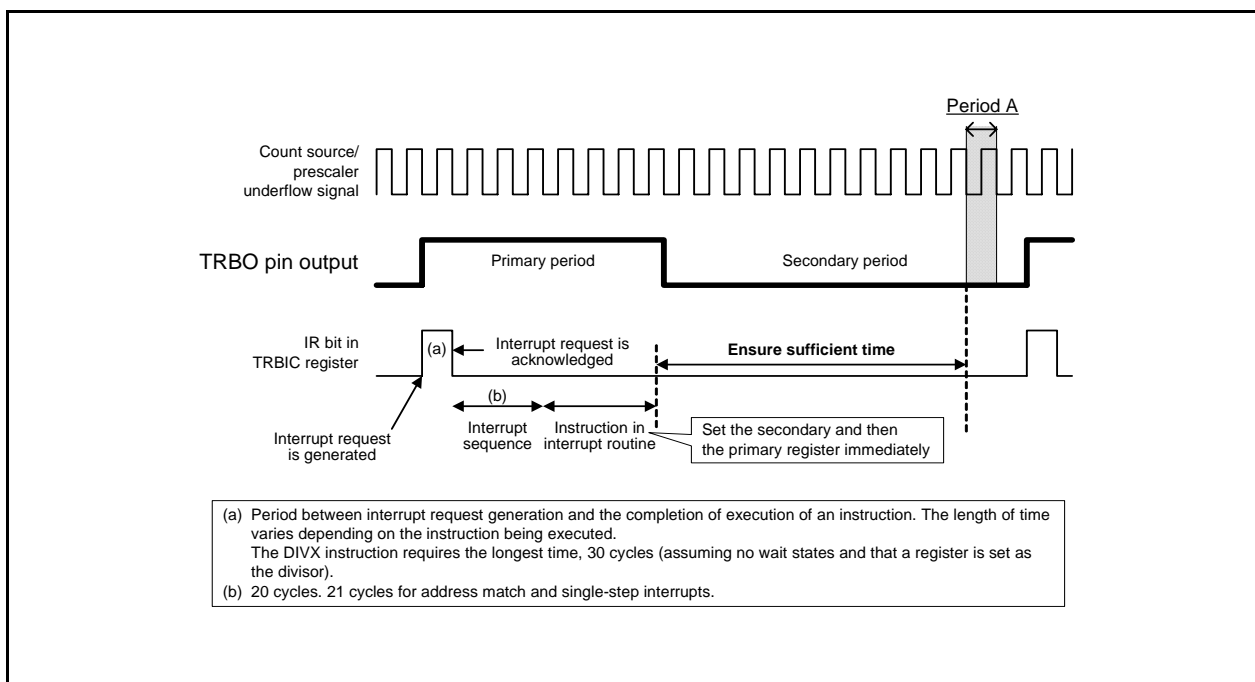 Period A
Count source/
prescaler
underflow signal
TRBO pin output
Primary period
Secondary period
IR bit in
TRBIC register
(a)
Interrupt request is
acknowledged
Ensure sufficient time
(b)
Interrupt request
is generated
Interrupt
sequence
Instruction in
interrupt routine
Set the secondary and then
the primary register immediately
(a) Period between interrupt request generation and the completion of execution of an instruction. The length of time
varies depending on the instruction being executed.
The DIVX instruction requires the longest time, 30 cycles (assuming no wait states and that a register is set as
the divisor).
(b) 20 cycles. 21 cycles for address match and single-step interrupts.